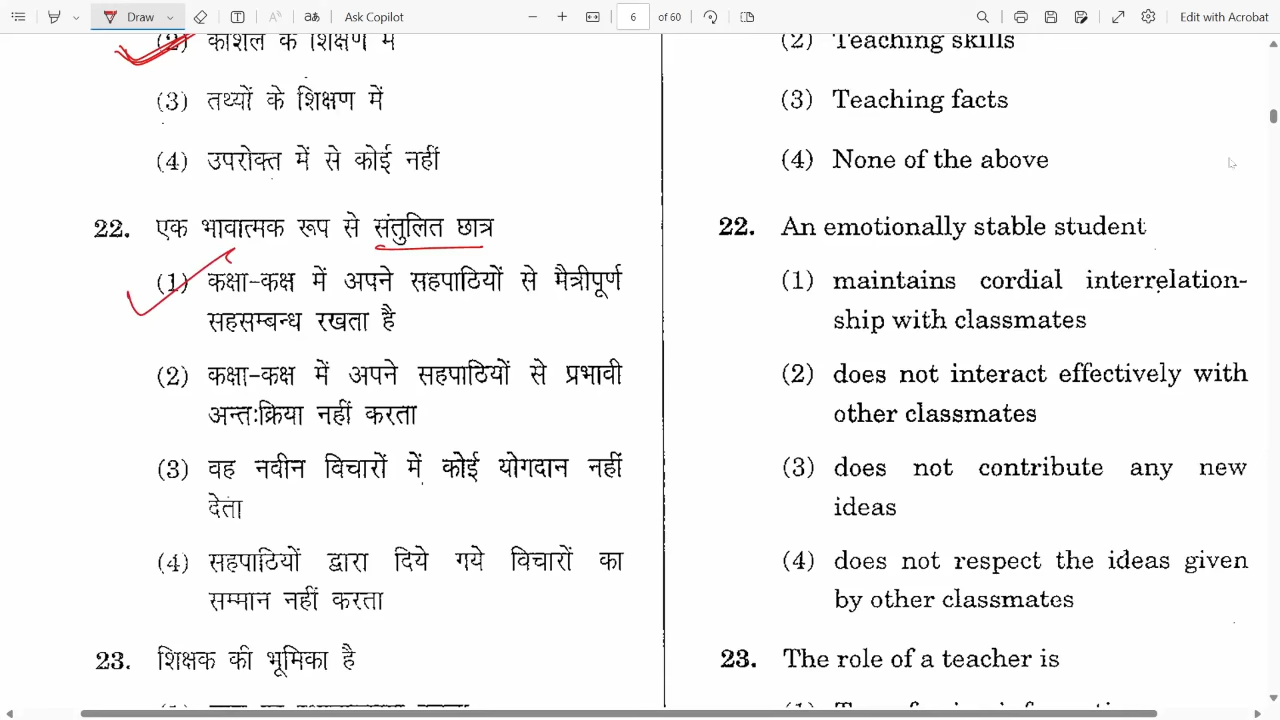 Draw
Ask Copilot
6 of 60
Edit with Acrobat
(2) कौशल के शिक्षण में
(3) तथ्यों के शिक्षण में
(4) उपरोक्त में से कोई नहीं
22. एक भावात्मक रूप से संतुलित छात्र
(1) कक्षा-कक्ष में अपने सहपाठियों से मैत्रीपूर्ण
सहसम्बन्ध रखता है
(2) कक्षा-कक्ष में अपने सहपाठियों से प्रभावी
अन्तःक्रिया नहीं करता
(3) वह नवीन विचारों में कोई योगदान नहीं
देता
(4) सहपाठियों द्वारा दिये गये विचारों का
सम्मान नहीं करता
23. शिक्षक की भूमिका है
(2) Teaching skills
(3) Teaching facts
(4) None of the above
22. An emotionally stable student
(1) maintains cordial interrelation-
ship with classmates
(2) does not interact effectively with
other classmates
(3) does not contribute any new
ideas
(4) does not respect the ideas given
by other classmates
23. The role of a teacher is